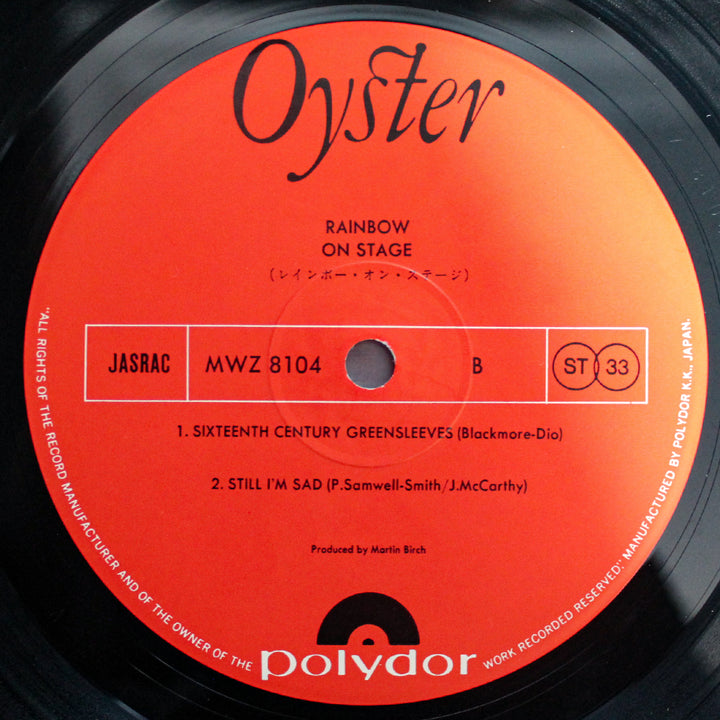 Oyster
RAINBOW
ON STAGE
(レインボー・オン・ステージ)
JASRAC MWZ 8104 B ST 33
1. SIXTEENTH CENTURY GREENSLEEVES (Blackmore-Dio)
2. STILL I'M SAD (P.Samwell-Smith/J.McCarthy)
Produced by Martin Birch
polydor
"ALL RIGHTS OF THE RECORD MANUFACTURER AND OF THE OWNER OF THE WORK RECORDED RESERVED." MANUFACTURED BY POLYDOR K.K., JAPAN.